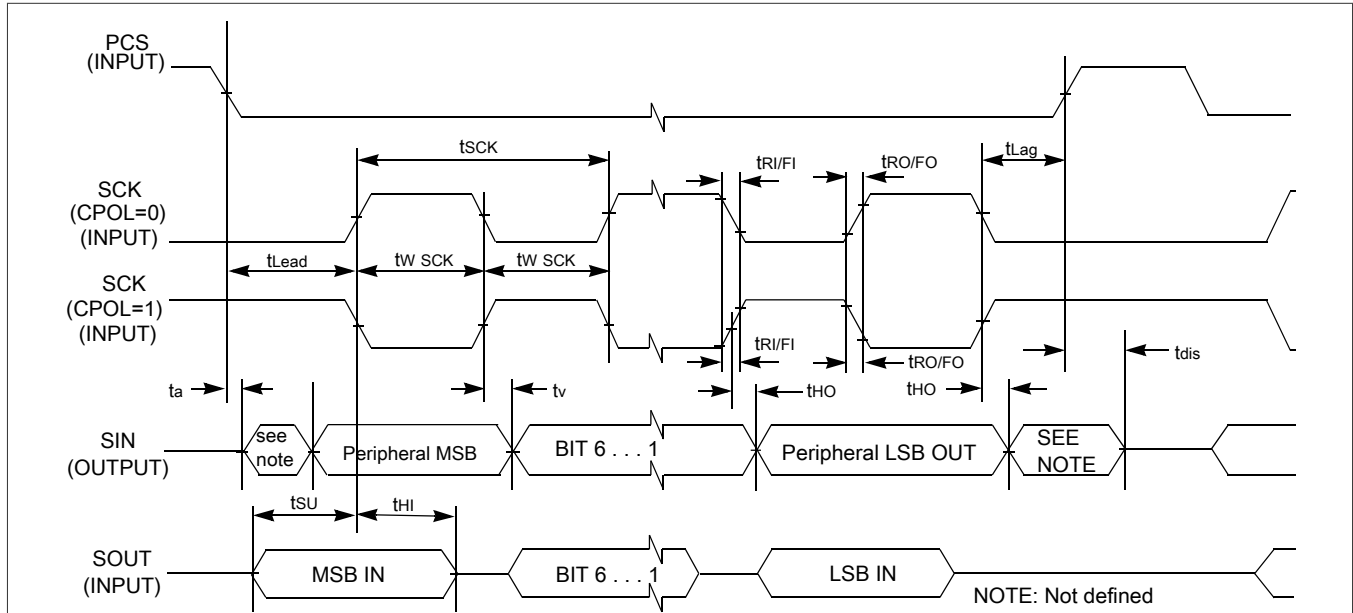 PCS
(INPUT)
tSCK
tRI/FI
tRO/FO
tLag
SCK
(CPOL=0)
(INPUT)
tLead
tW SCK
tW SCK
SCK
(CPOL=1)
(INPUT)
tRI/FI
tRO/FO
tdis
ta
tv
tHO
tHO
SIN
(OUTPUT)
see
note
Peripheral MSB
BIT 6 . . . 1
Peripheral LSB OUT
SEE
NOTE
tSU
tHI
SOUT
(INPUT)
MSB IN
BIT 6 . . . 1
LSB IN
NOTE: Not defined